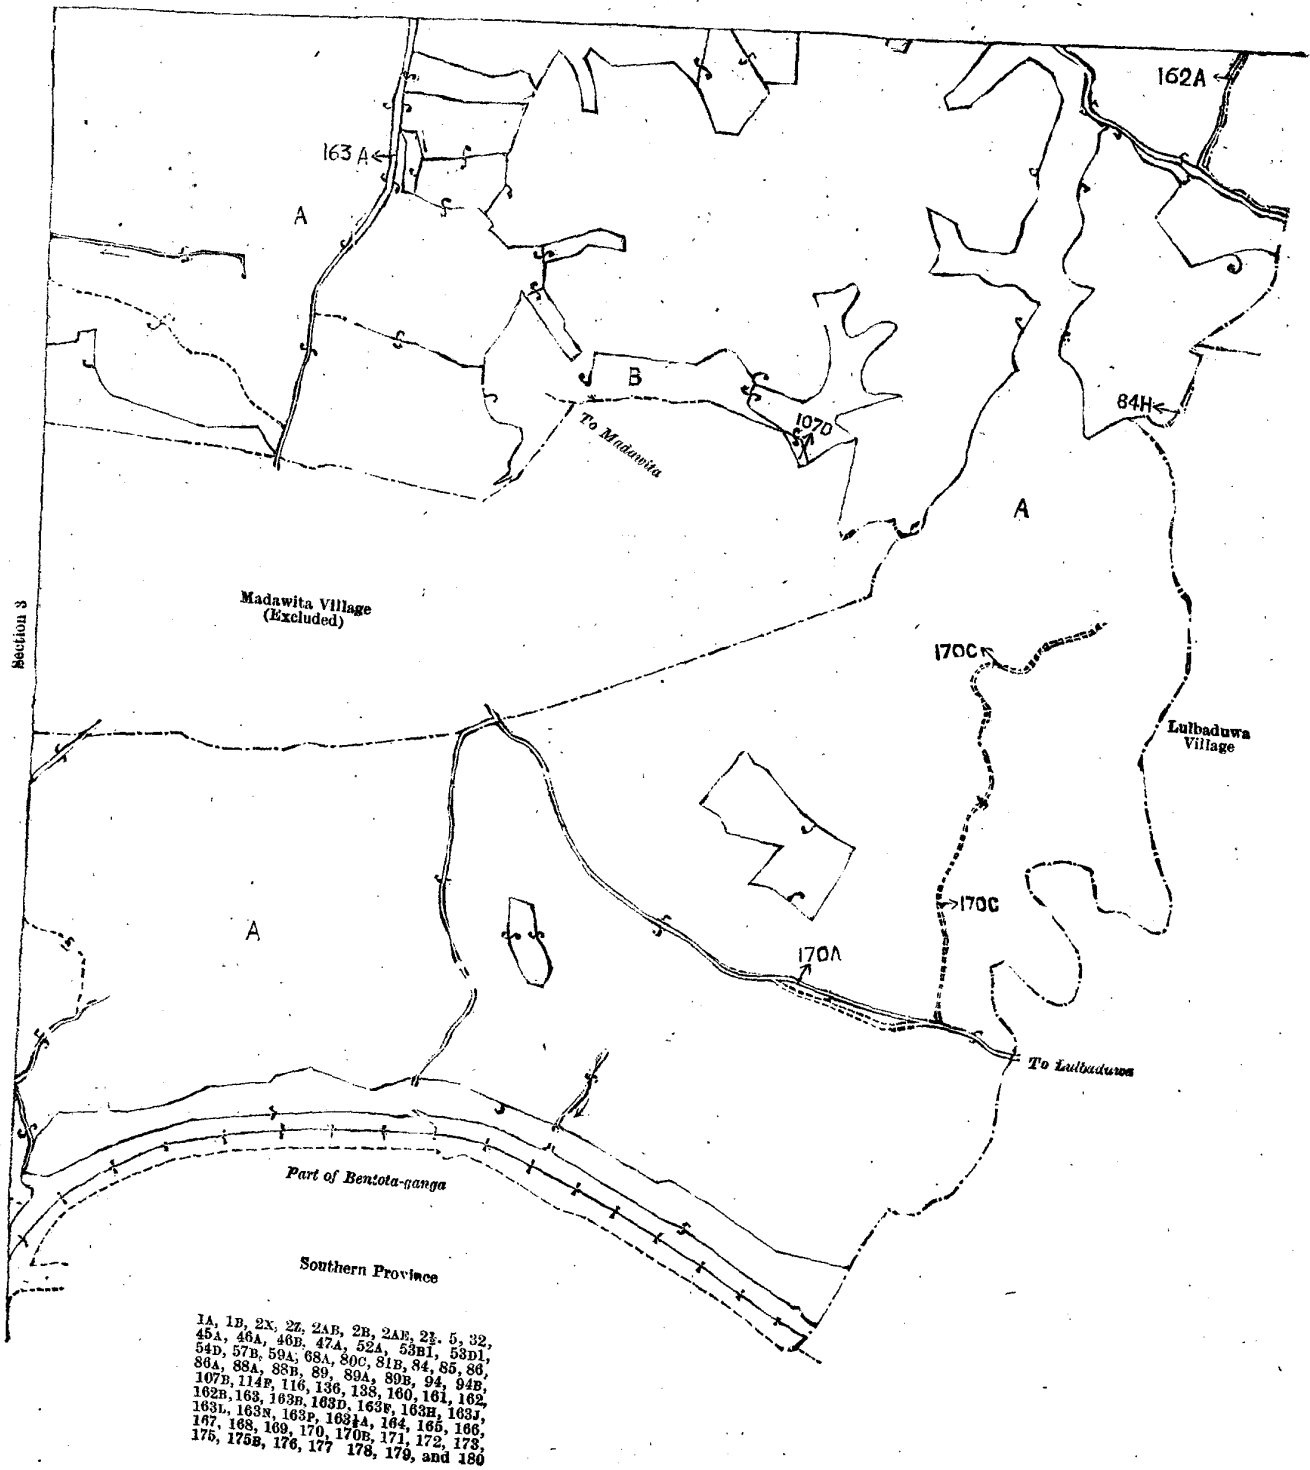 162A
163 A
A
B
84H
107D
To Madawita
A
Madawita Village
(Excluded)
Section 3
170C
Lulbaduwa
Village
170C
A
170A
To Lulbaduwa
Part of Bentota-ganga
Southern Province
1A, 1B, 2X, 2Z, 2AB, 2B, 2AE, 5, 32,
45A, 46A, 46B, 47A, 52A, 53B1, 53D1,
54D, 57B, 59A, 68A, 80C, 81B, 84, 85, 86,
86A, 88A, 88B, 89, 89A, 89B, 94, 94B,
107B, 114F, 116, 136, 138, 160, 161, 162,
162B, 163, 163B, 163D, 163F, 163H, 163J,
163L, 163N, 163P, 164, 165, 166,
167, 168, 169, 170, 170B, 171, 172, 173,
175, 175B, 176, 177 178, 179, and 180